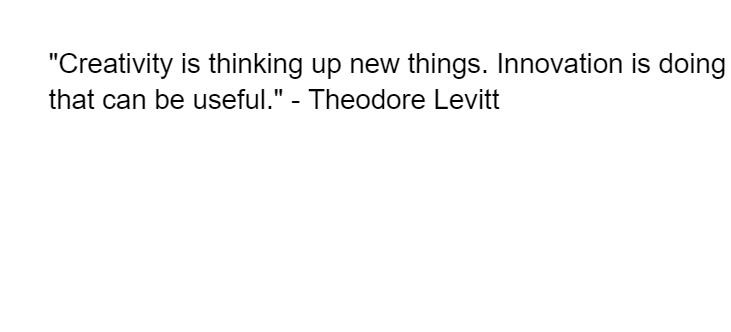 "Creativity is thinking up new things. Innovation is doing
that can be useful." - Theodore Levitt